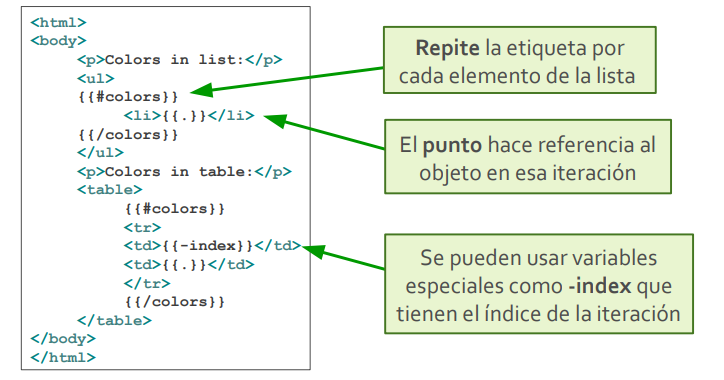 <html>
<body>
<p>Colors in list:</p>
<ul>
{{#colors}}
<li>{{.}}</li>
{{/colors}}
</ul>
<p>Colors in table:</p>
<table>
{{#colors}}
<tr>
<td>{{-index}}</td>
<td>{{.}}</td>
</tr>
{{/colors}}
</table>
</body>
</html>
Repite la etiqueta por
cada elemento de la lista
El punto hace referencia al
objeto en esa iteración
Se pueden usar variables
especiales como -index que
tienen el índice de la iteración